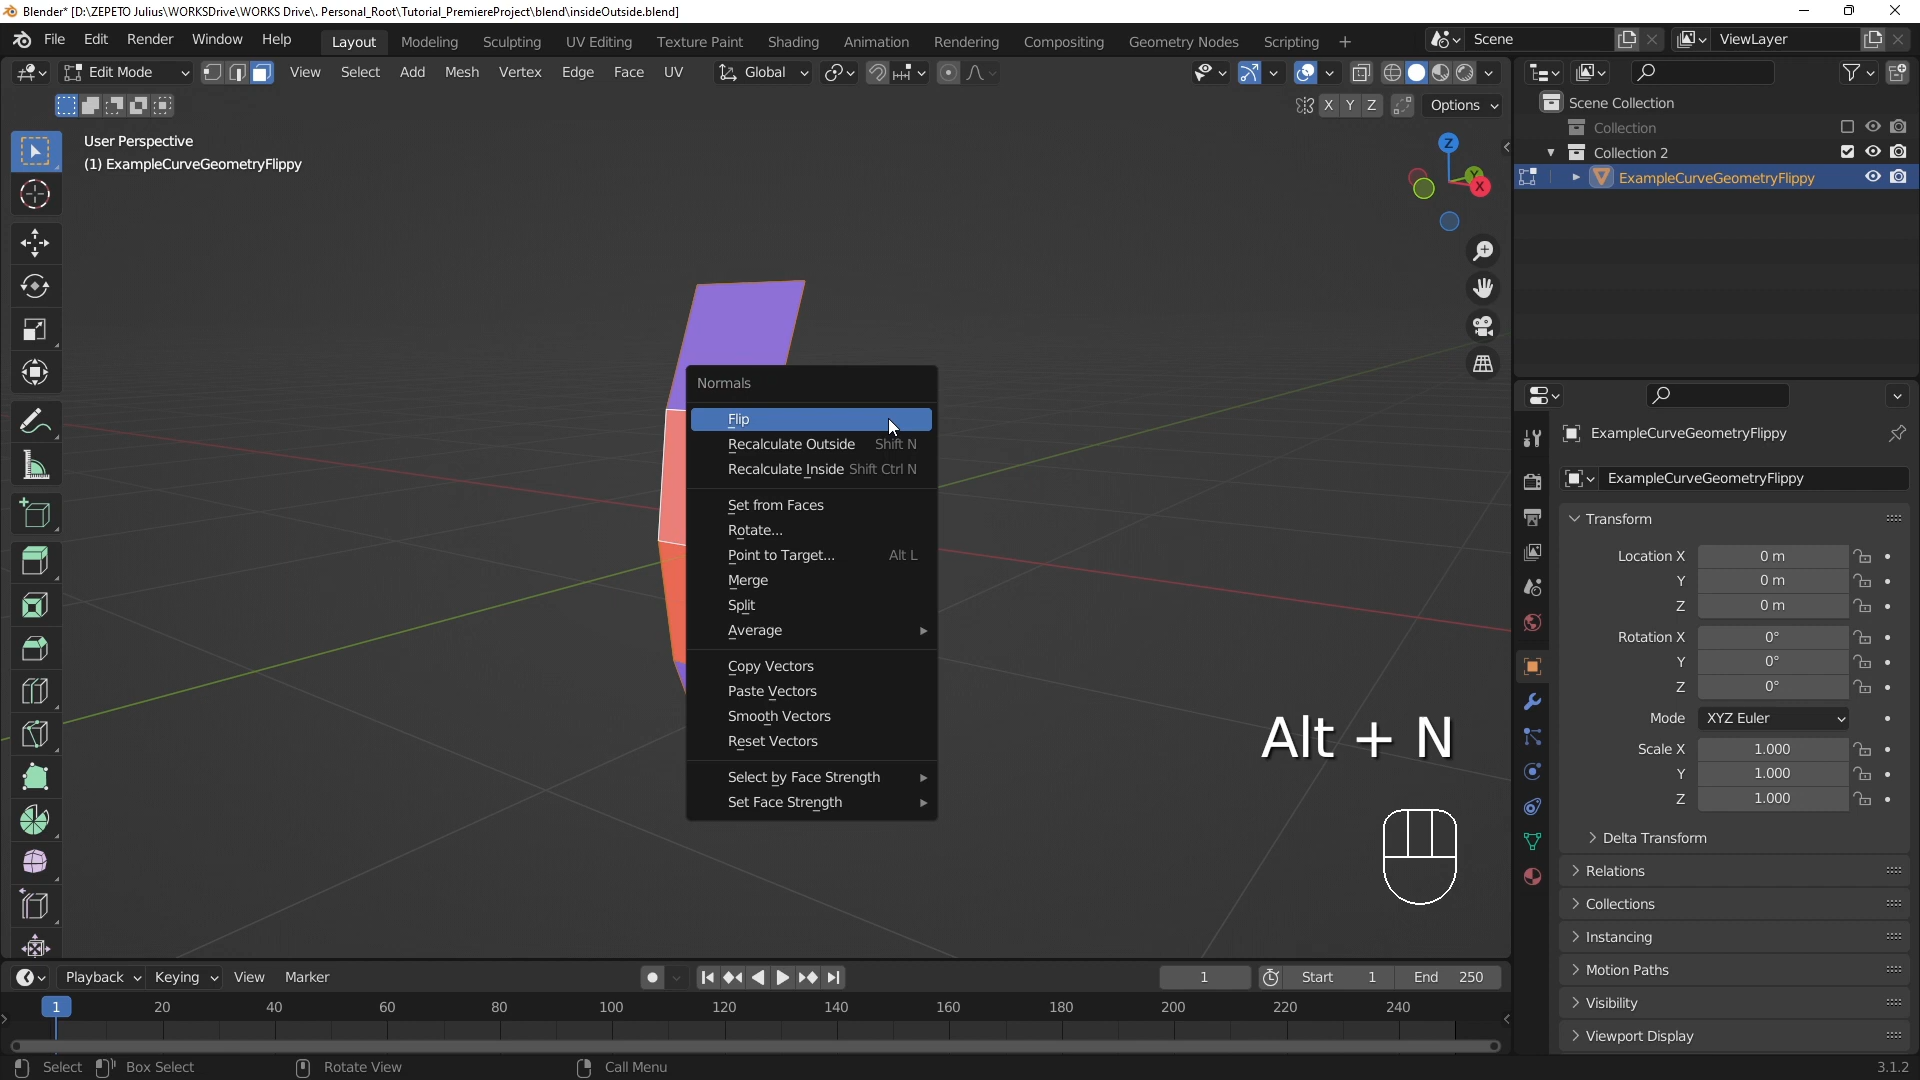 Blender* [D:\ZEPETO Julius\WORKSDrive\WORKS Drive\. Personal_Root\Tutorial_PremiereProject\blend\insideOutside.blend]
File Edit Render Window Help Layout Modeling Sculpting UV Editing Texture Paint Shading Animation Rendering Compositing Geometry Nodes Scripting + Scene ViewLayer
Edit Mode View Select Add Mesh Vertex Edge Face UV Global
X Y Z Options
User Perspective
(1) ExampleCurveGeometryFlippy
Z
Y
X
Normals
Flip
Recalculate Outside Shift N
Recalculate Inside Shift Ctrl N
Set from Faces
Rotate...
Point to Target... Alt L
Merge
Split
Average
Copy Vectors
Paste Vectors
Smooth Vectors
Reset Vectors
Select by Face Strength
Set Face Strength
Alt + N
Scene Collection
Collection
Collection 2
ExampleCurveGeometryFlippy
ExampleCurveGeometryFlippy
ExampleCurveGeometryFlippy
Transform
Location X 0 m
Y 0 m
Z 0 m
Rotation X 0°
Y 0°
Z 0°
Mode XYZ Euler
Scale X 1.000
Y 1.000
Z 1.000
Delta Transform
Relations
Collections
Instancing
Motion Paths
Visibility
Viewport Display
Playback Keying View Marker 1 Start 1 End 250
1 20 40 60 80 100 120 140 160 180 200 220 240
Select Box Select Rotate View Call Menu 3.1.2